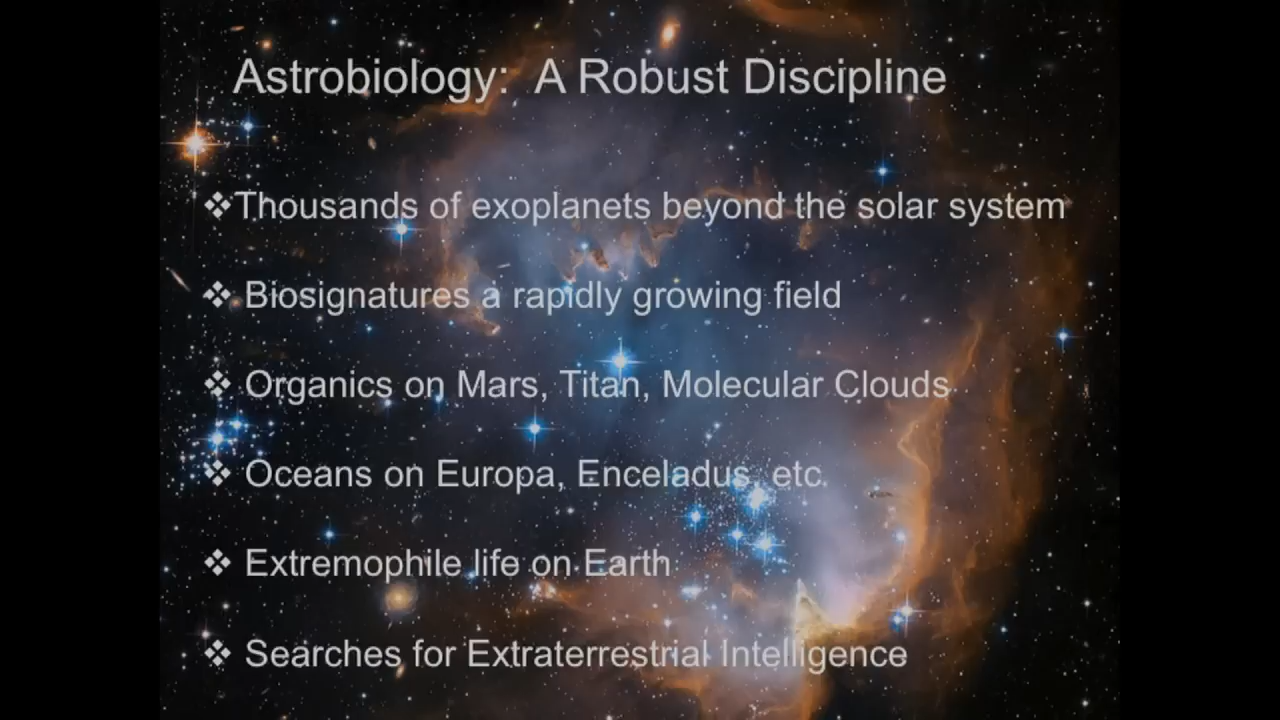 Astrobiology: A Robust Discipline
❖Thousands of exoplanets beyond the solar system
❖ Biosignatures a rapidly growing field
❖ Organics on Mars, Titan, Molecular Clouds
❖ Oceans on Europa, Enceladus, etc.
❖ Extremophile life on Earth
❖ Searches for Extraterrestrial Intelligence